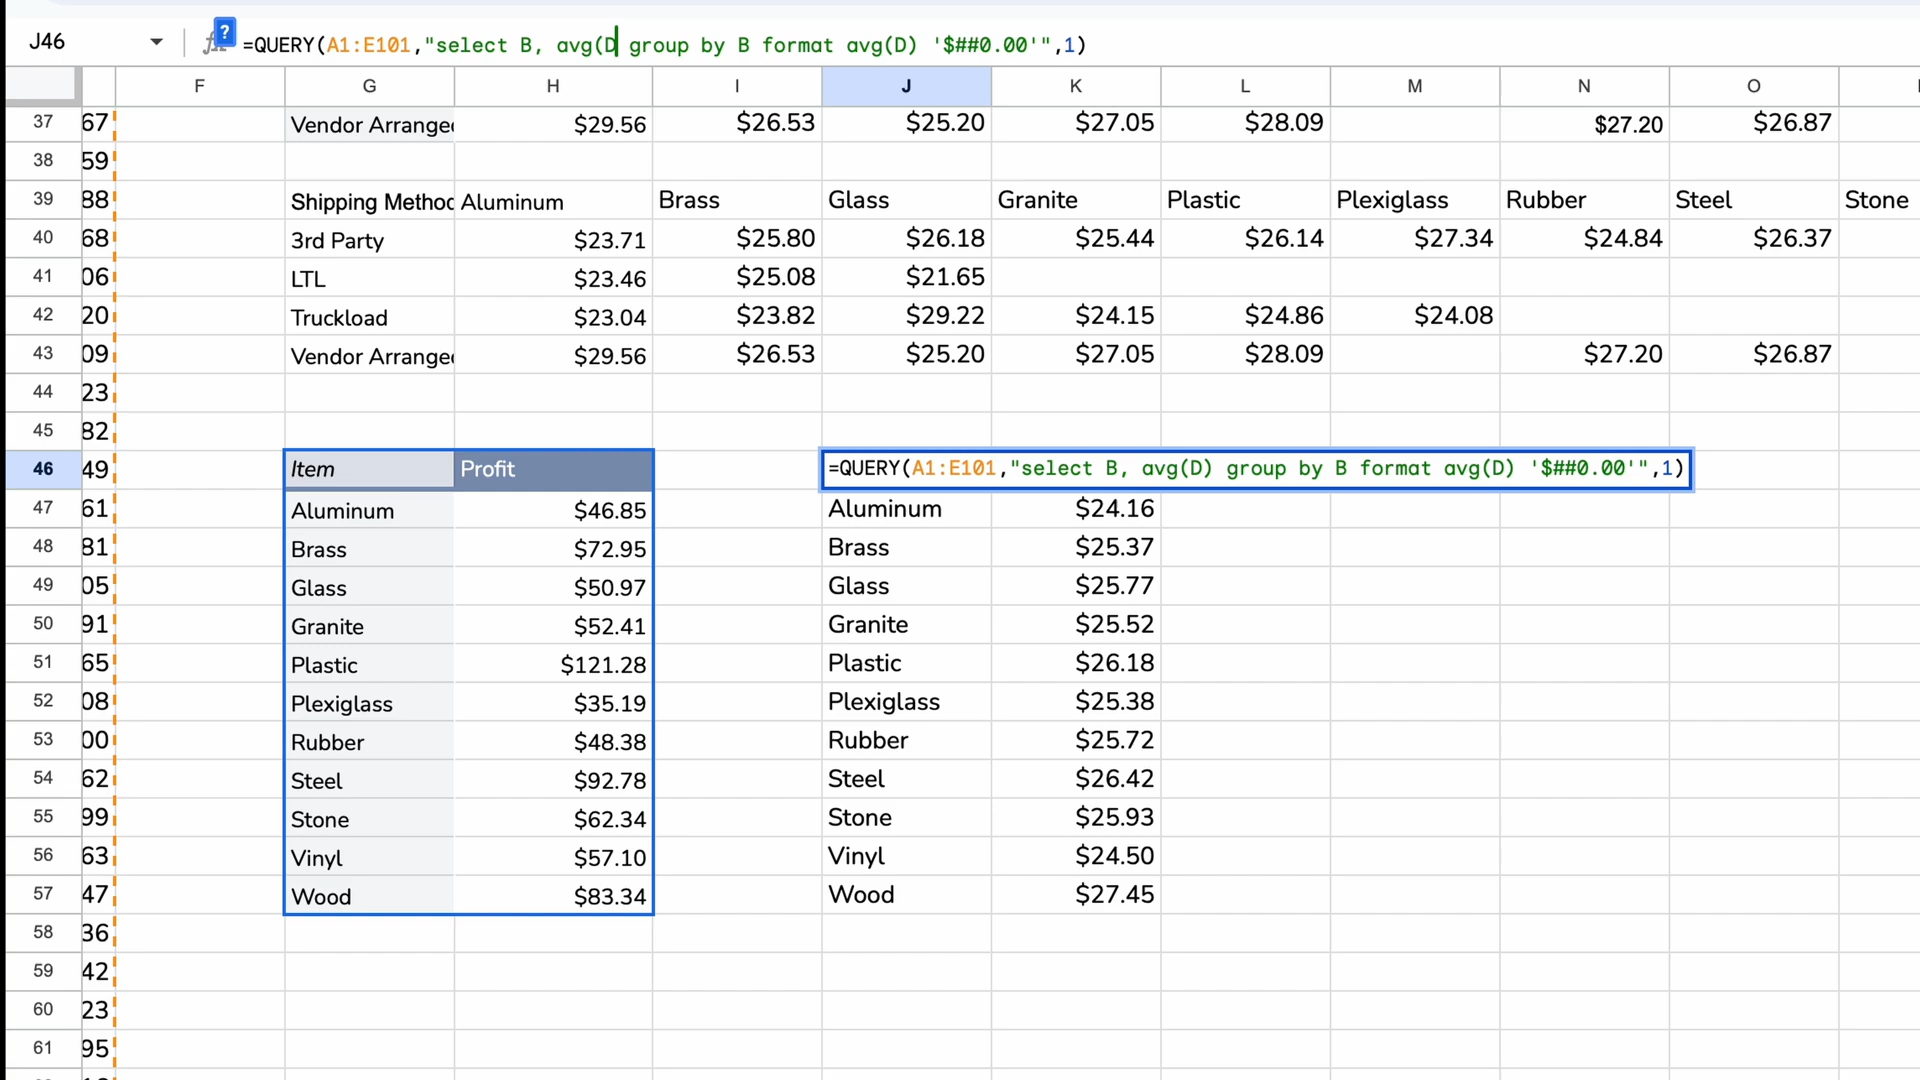 J46 fx ? =QUERY(A1:E101,"select B, avg(D group by B format avg(D) '$##0.00'",1)
F G H I J K L M N O
37 67 Vendor Arranged $29.56 $26.53 $25.20 $27.05 $28.09 $27.20 $26.87
38 59
39 88 Shipping Method Aluminum Brass Glass Granite Plastic Plexiglass Rubber Steel Stone
40 68 3rd Party $23.71 $25.80 $26.18 $25.44 $26.14 $27.34 $24.84 $26.37
41 06 LTL $23.46 $25.08 $21.65
42 20 Truckload $23.04 $23.82 $29.22 $24.15 $24.86 $24.08
43 09 Vendor Arranged $29.56 $26.53 $25.20 $27.05 $28.09 $27.20 $26.87
44 23
45 82
46 49 Item Profit =QUERY(A1:E101,"select B, avg(D) group by B format avg(D) '$##0.00'",1)
47 61 Aluminum $46.85 Aluminum $24.16
48 81 Brass $72.95 Brass $25.37
49 05 Glass $50.97 Glass $25.77
50 91 Granite $52.41 Granite $25.52
51 65 Plastic $121.28 Plastic $26.18
52 08 Plexiglass $35.19 Plexiglass $25.38
53 00 Rubber $48.38 Rubber $25.72
54 62 Steel $92.78 Steel $26.42
55 99 Stone $62.34 Stone $25.93
56 63 Vinyl $57.10 Vinyl $24.50
57 47 Wood $83.34 Wood $27.45
58 36
59 42
60 23
61 95